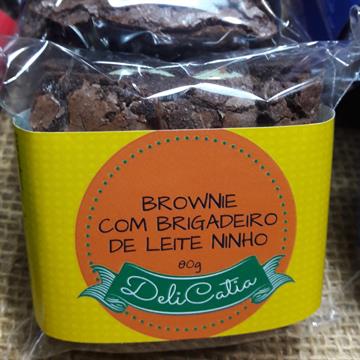 BROWNIE
COM BRIGADEIRO
DE LEITE NINHO
80g
DeliCatia